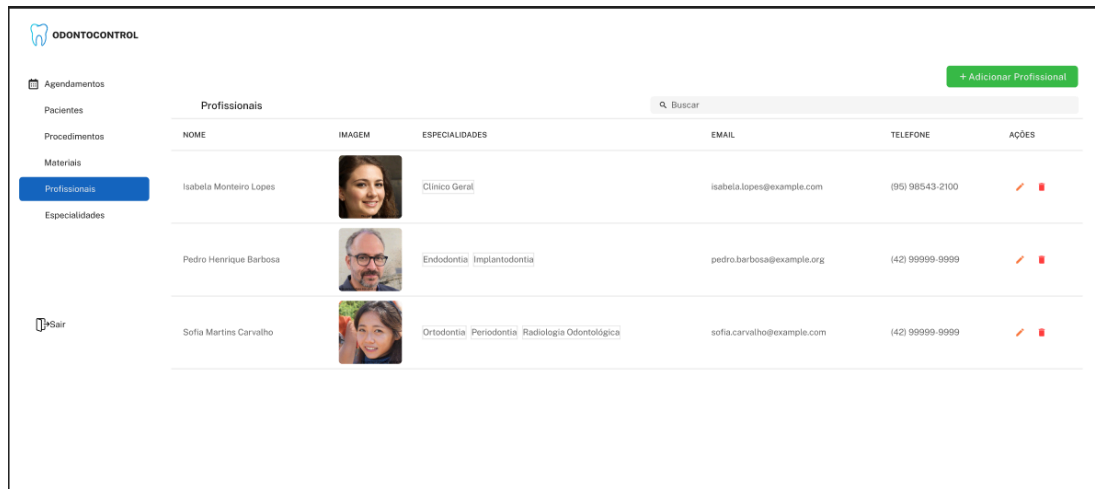 ODONTOCONTROL
Agendamentos
Pacientes
Procedimentos
Materiais
Profissionais
Especialidades
Sair
+ Adicionar Profissional
Profissionais
Buscar
NOME IMAGEM ESPECIALIDADES EMAIL TELEFONE AÇÕES
Isabela Monteiro Lopes Clínico Geral isabela.lopes@example.com (95) 98543-2100
Pedro Henrique Barbosa Endodontia Implantodontia pedro.barbosa@example.org (42) 99999-9999
Sofia Martins Carvalho Ortodontia Periodontia Radiologia Odontológica sofia.carvalho@example.com (42) 99999-9999